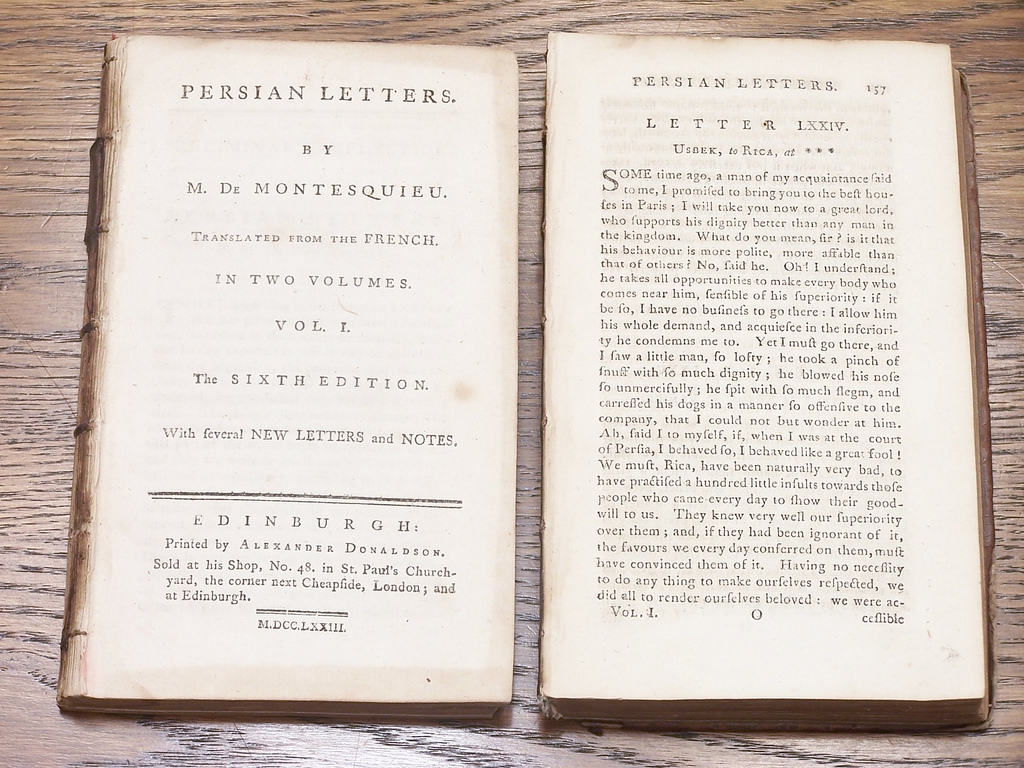 PERSIAN LETTERS.
BY
M. De MONTESQUIEU.
Translated from the FRENCH.
IN TWO VOLUMES.
VOL. I.
The SIXTH EDITION.
With ſeveral NEW LETTERS and NOTES.
EDINBURGH:
Printed by Alexander Donaldson.
Sold at his Shop, No. 48. in St. Paul's Church-
yard, the corner next Cheapſide, London; and
at Edinburgh.
M.DCC.LXXIII.
PERSIAN LETTERS. 157
LETTER LXXIV.
Usbek, to Rica, at ***
SOME time ago, a man of my acquaintance ſaid
to me, I promiſed to bring you to the beſt hou-
ſes in Paris; I will take you now to a great lord,
who ſupports his dignity better than any man in
the kingdom. What do you mean, ſir? is it that
his behaviour is more polite, more affable than
that of others? No, ſaid he. Oh! I underſtand;
he takes all opportunities to make every body who
comes near him, ſenſible of his ſuperiority: if it
be ſo, I have no buſineſs to go there: I allow him
his whole demand, and acquieſce in the inferiori-
ty he condemns me to. Yet I muſt go there, and
I ſaw a little man, ſo lofty; he took a pinch of
ſnuff with ſo much dignity; he blowed his noſe
ſo unmercifully; he ſpit with ſo much flegm, and
carreſſed his dogs in a manner ſo offenſive to the
company, that I could not but wonder at him.
Ah, ſaid I to myſelf, if, when I was at the court
of Perſia, I behaved ſo, I behaved like a great fool!
We muſt, Rica, have been naturally very bad, to
have practiſed a hundred little inſults towards thoſe
people who came every day to ſhow their good-
will to us. They knew very well our ſuperiority
over them; and, if they had been ignorant of it,
the favours we every day conferred on them, muſt
have convinced them of it. Having no neceſſity
to do any thing to make ourſelves reſpected, we
did all to render ourſelves beloved: we were ac-
Vol. I. O ceſſible